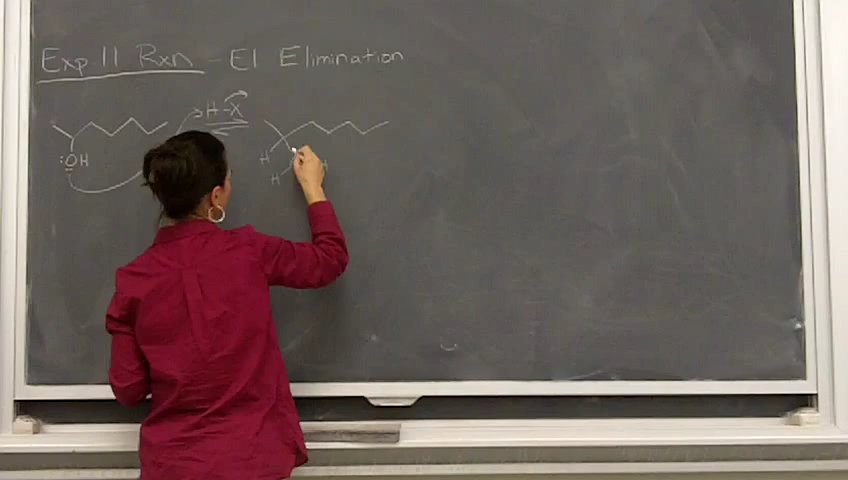 Exp 11 Rxn - E1 Elimination
H-X
:OH
H
H
H